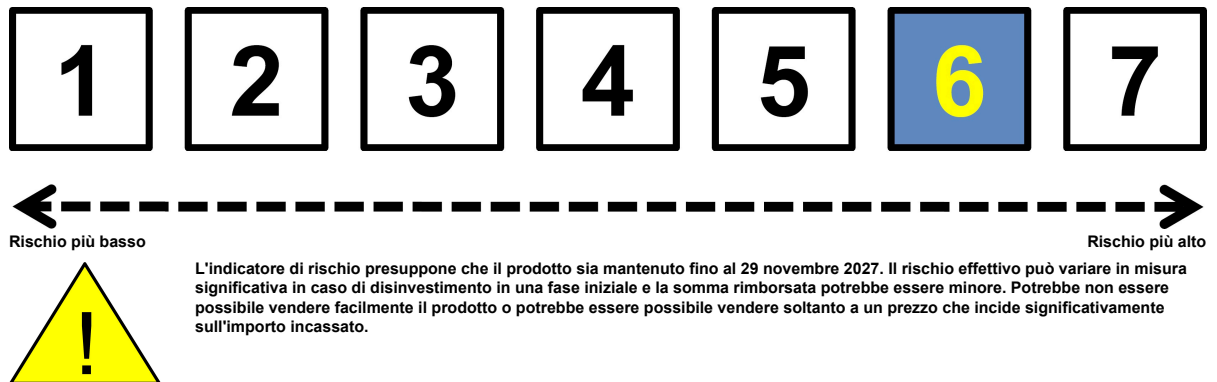 1 2 3 4 5 6 7
Rischio più basso Rischio più alto
L'indicatore di rischio presuppone che il prodotto sia mantenuto fino al 29 novembre 2027. Il rischio effettivo può variare in misura
significativa in caso di disinvestimento in una fase iniziale e la somma rimborsata potrebbe essere minore. Potrebbe non essere
possibile vendere facilmente il prodotto o potrebbe essere possibile vendere soltanto a un prezzo che incide significativamente
sull'importo incassato.
!